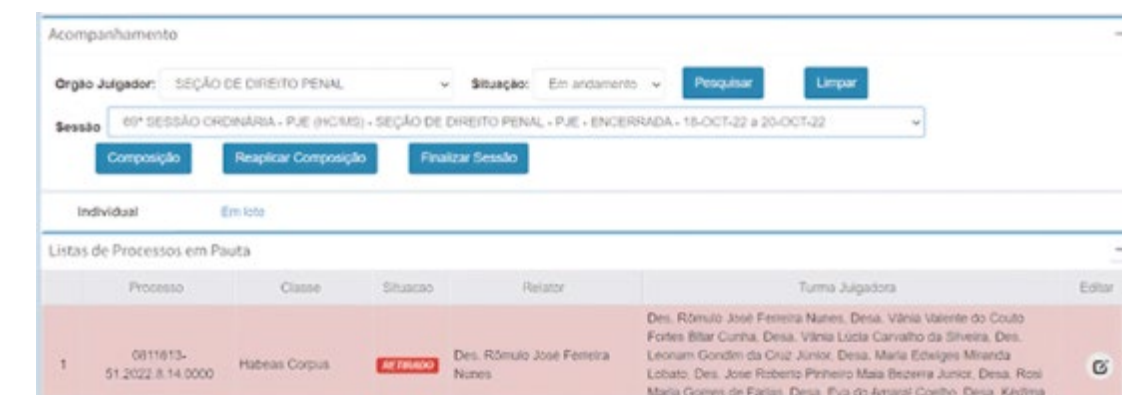 Acompanhamento
Orgão Julgador: SEÇÃO DE DIREITO PENAL Situação: Em andamento Pesquisar Limpar
Sessão 69ª SESSÃO ORDINÁRIA - PJE (HC/MS) - SEÇÃO DE DIREITO PENAL - PJE - ENCERRADA - 18-OCT-22 a 20-OCT-22
Composição Reaplicar Composição Finalizar Sessão
Individual Em lote
Listas de Processos em Pauta
Processo Classe Situacao Relator Turma Julgadora Editar
Des. Rômulo José Ferreira Nunes, Desa. Vânia Valente do Couto
Fortes Bitar Cunha, Desa. Vânia Lúcia Carvalho da Silveira, Des.
1 0811613-51.2022.8.14.0000 Habeas Corpus RETIRADO Des. Rômulo José Ferreira Nunes Leonam Gondim da Cruz Junior, Desa. Maria Edwiges Miranda
Lobato, Des. Jose Roberto Pinheiro Maia Bezerra Junior, Desa. Rosi
Maria Gomes de Farias, Desa. Eva do Amaral Coelho, Desa. Kédima